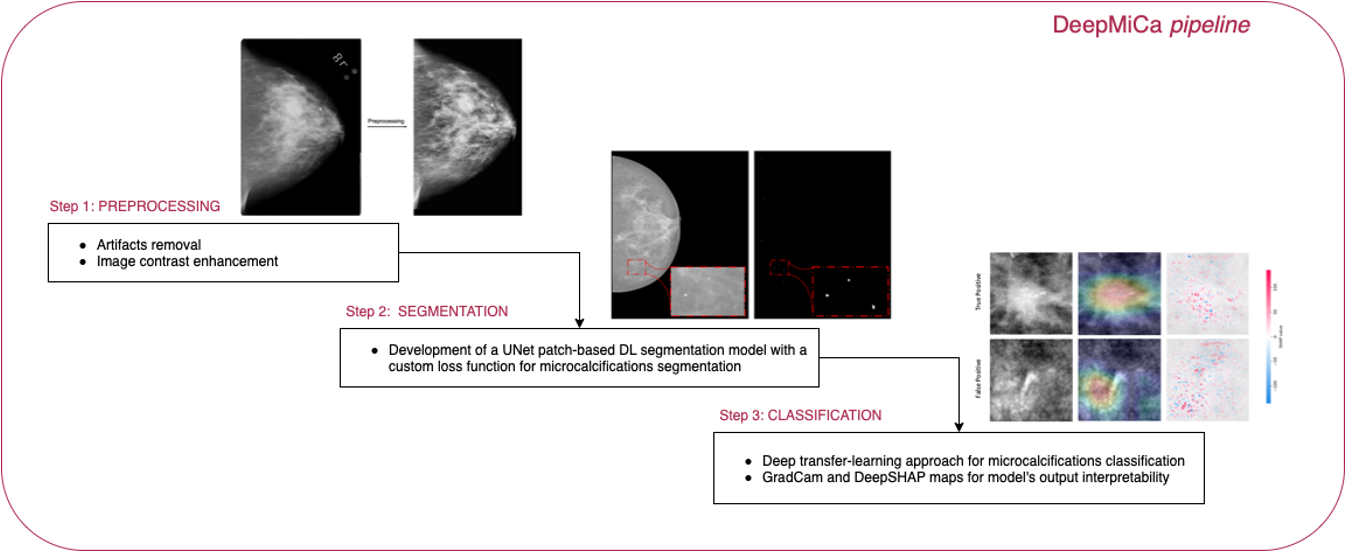 DeepMiCa pipeline
Preprocessing
Step 1: PREPROCESSING
● Artifacts removal
● Image contrast enhancement
Step 2: SEGMENTATION
● Development of a UNet patch-based DL segmentation model with a
custom loss function for microcalcifications segmentation
True Positive
False Positive
SHAP value
Step 3: CLASSIFICATION
● Deep transfer-learning approach for microcalcifications classification
● GradCam and DeepSHAP maps for model's output interpretability